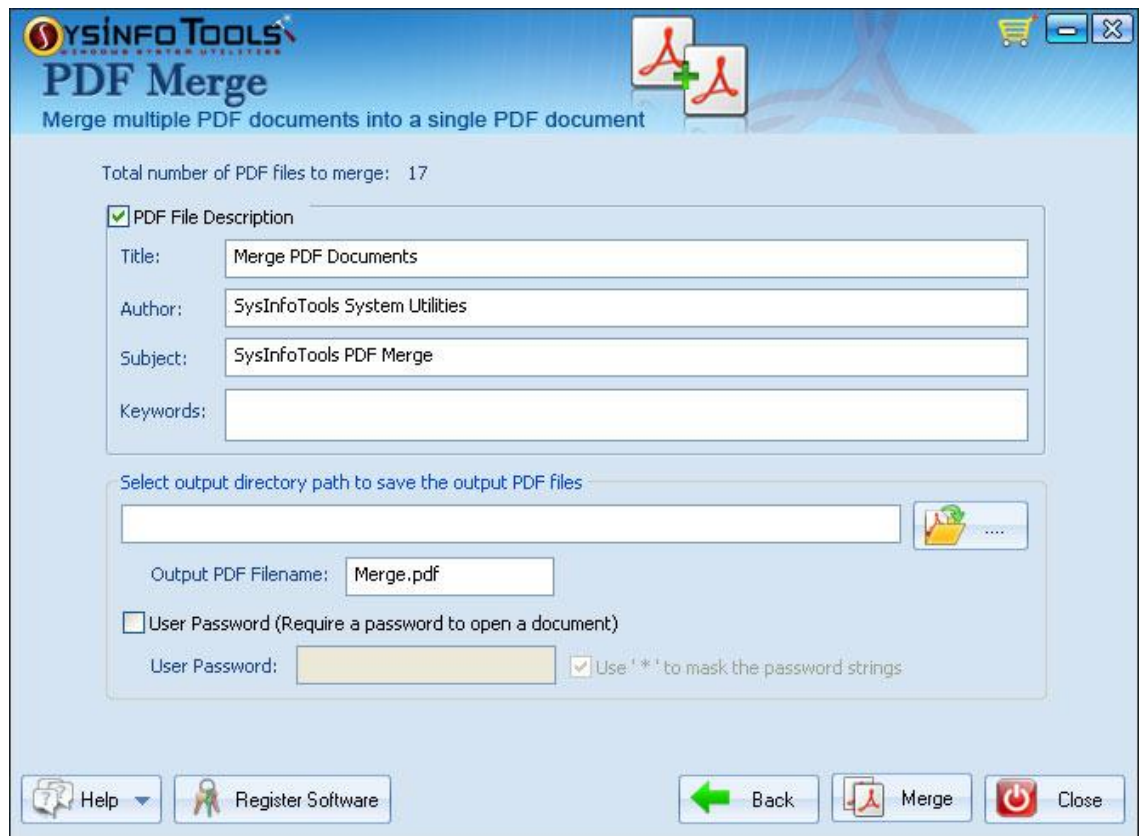 SYSINFO TOOLS
WINDOWS SYSTEM UTILITIES
PDF Merge
Merge multiple PDF documents into a single PDF document
Total number of PDF files to merge: 17
PDF File Description
Title: Merge PDF Documents
Author: SysInfoTools System Utilities
Subject: SysInfoTools PDF Merge
Keywords:
Select output directory path to save the output PDF files
....
Output PDF Filename: Merge.pdf
User Password (Require a password to open a document)
User Password: Use ' * ' to mask the password strings
Help Register Software Back Merge Close